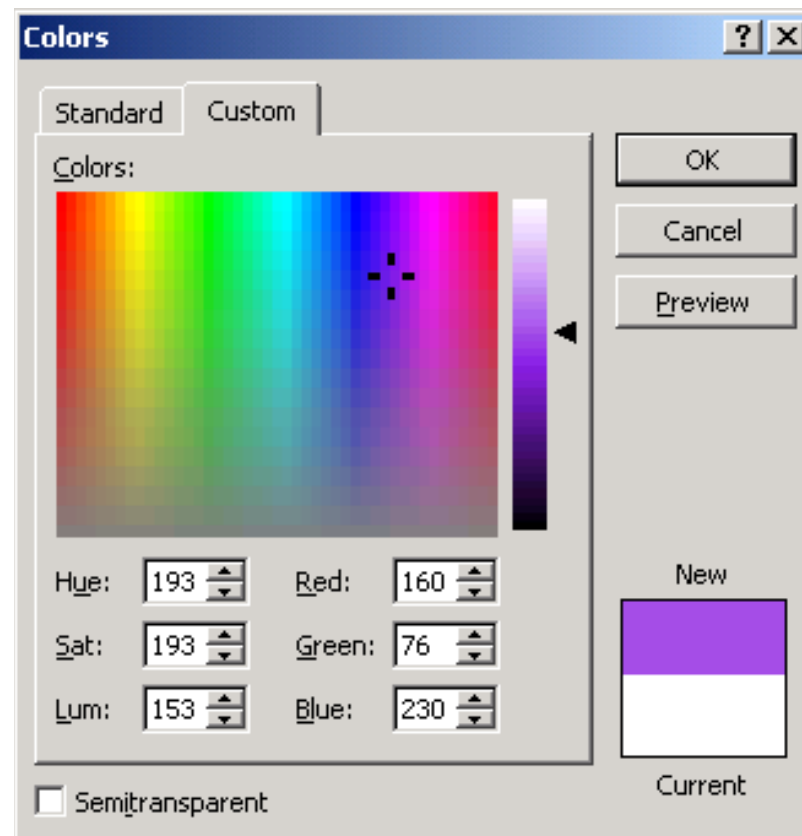 Colors
Standard Custom
Colors:
OK
Cancel
Preview
Hue: 193 Red: 160
Sat: 193 Green: 76
Lum: 153 Blue: 230
New
Current
Semitransparent